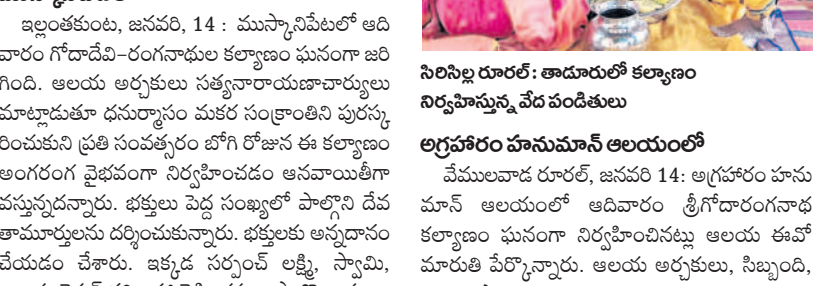 ఇల్లంతకుంట, జనవరి, 14 : ముస్కానిపేటలో ఆది
వారం గోదాదేవి-రంగనాథుల కల్యాణం ఘనంగా జరి
గింది. ఆలయ అర్చకులు సత్యనారాయణాచార్యులు
మాట్లాడుతూ ధనుర్మాసం మకర సంక్రాంతిని పురస్క
రించుకుని ప్రతి సంవత్సరం బోగి రోజున ఈ కల్యాణం
అంగరంగ వైభవంగా నిర్వహించడం ఆనవాయితీగా
వస్తున్నదన్నారు. భక్తులు పెద్ద సంఖ్యలో పాల్గొని దేవ
తామూర్తులను దర్శించుకున్నారు. భక్తులకు అన్నదానం
చేయడం చేశారు. ఇక్కడ సర్పంచ్ లక్ష్మి, స్వామి,
సిరిసిల్ల రూరల్: తాడూరులో కల్యాణం
నిర్వహిస్తున్న వేద పండితులు
అగ్రహారం హనుమాన్ ఆలయంలో
వేములవాడ రూరల్, జనవరి 14: అగ్రహారం హను
మాన్ ఆలయంలో ఆదివారం శ్రీగోదారంగనాథ
కల్యాణం ఘనంగా నిర్వహించినట్లు ఆలయ ఈవో
మారుతి పేర్కొన్నారు. ఆలయ అర్చకులు, సిబ్బంది,